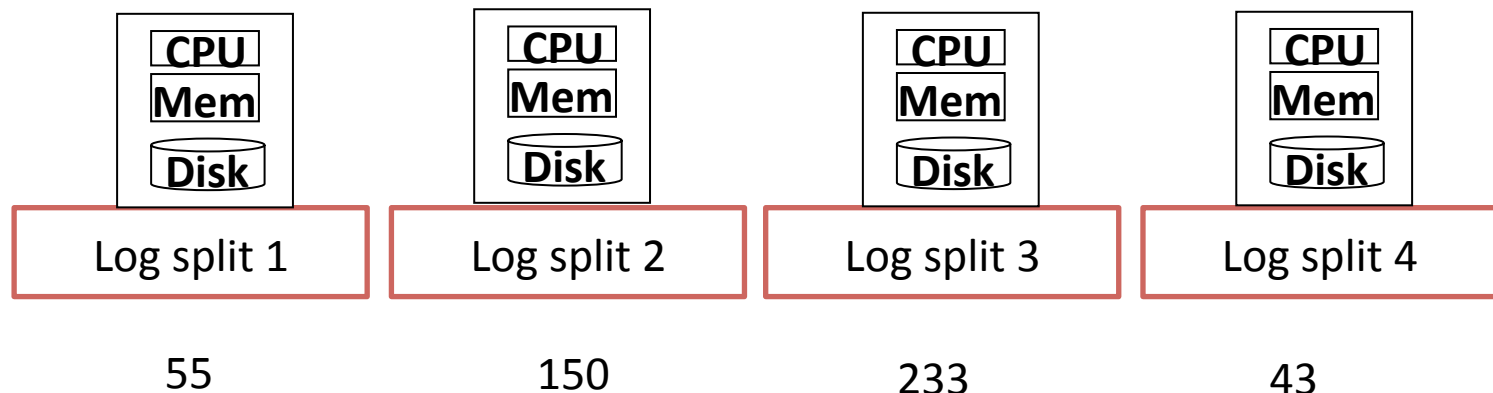 CPU
Mem
Disk
Log split 1
55
CPU
Mem
Disk
Log split 2
150
CPU
Mem
Disk
Log split 3
233
CPU
Mem
Disk
Log split 4
43